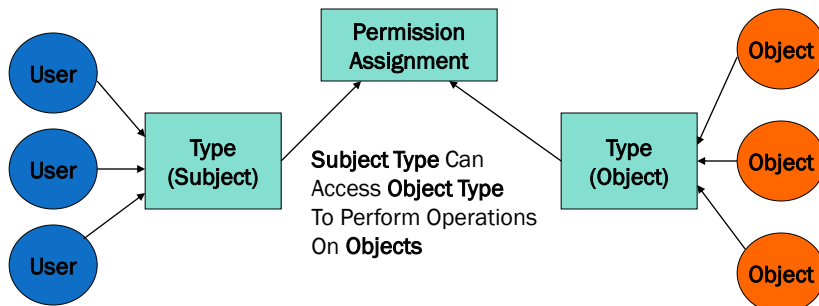 Permission
Assignment
User
User
User
Type
(Subject)
Subject Type Can
Access Object Type
To Perform Operations
On Objects
Type
(Object)
Object
Object
Object